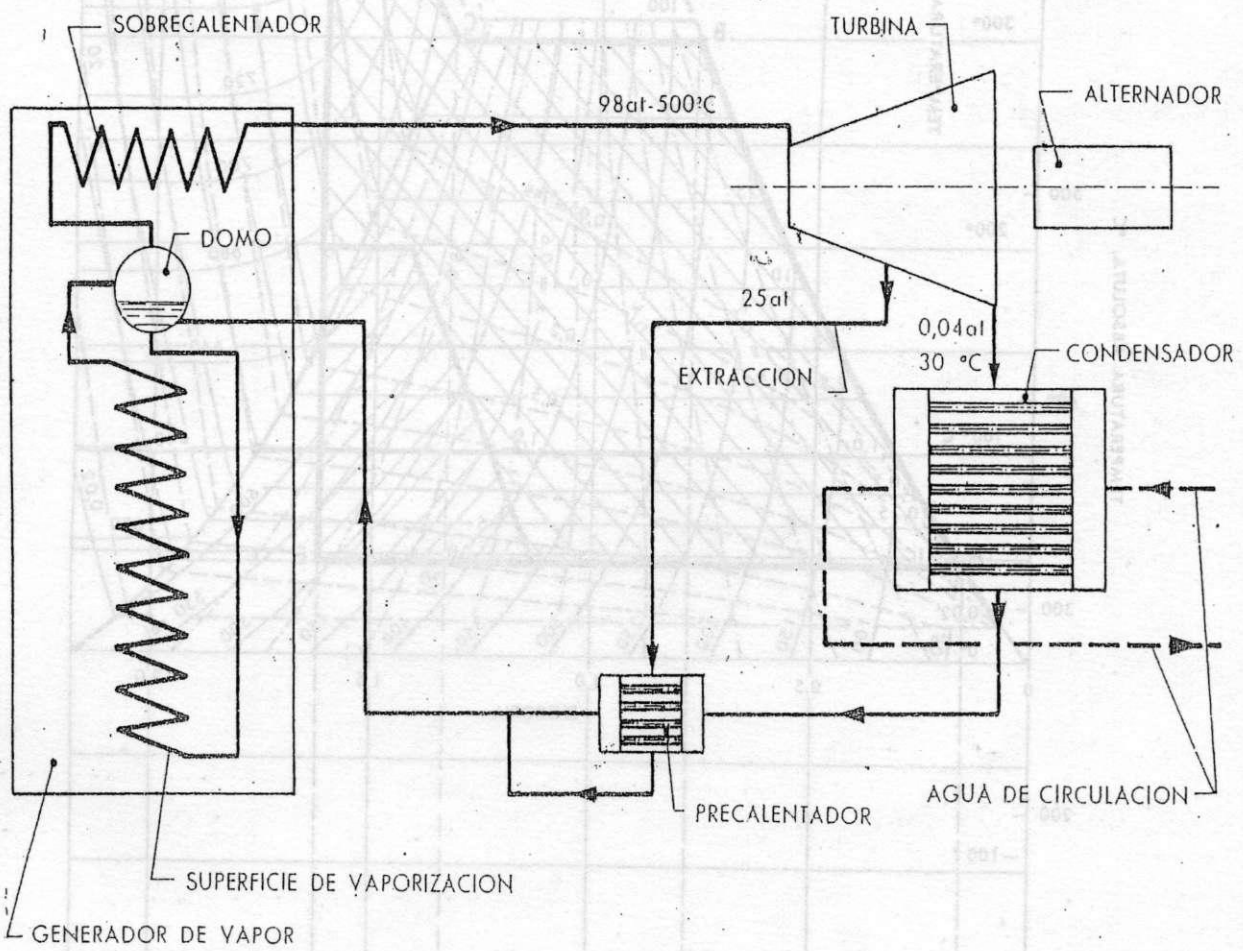 SOBRECALENTADOR
TURBINA
98at-500°C
ALTERNADOR
DOMO
25at
0,04at
30 °C
CONDENSADOR
EXTRACCION
AGUA DE CIRCULACION
PRECALENTADOR
SUPERFICIE DE VAPORIZACION
GENERADOR DE VAPOR